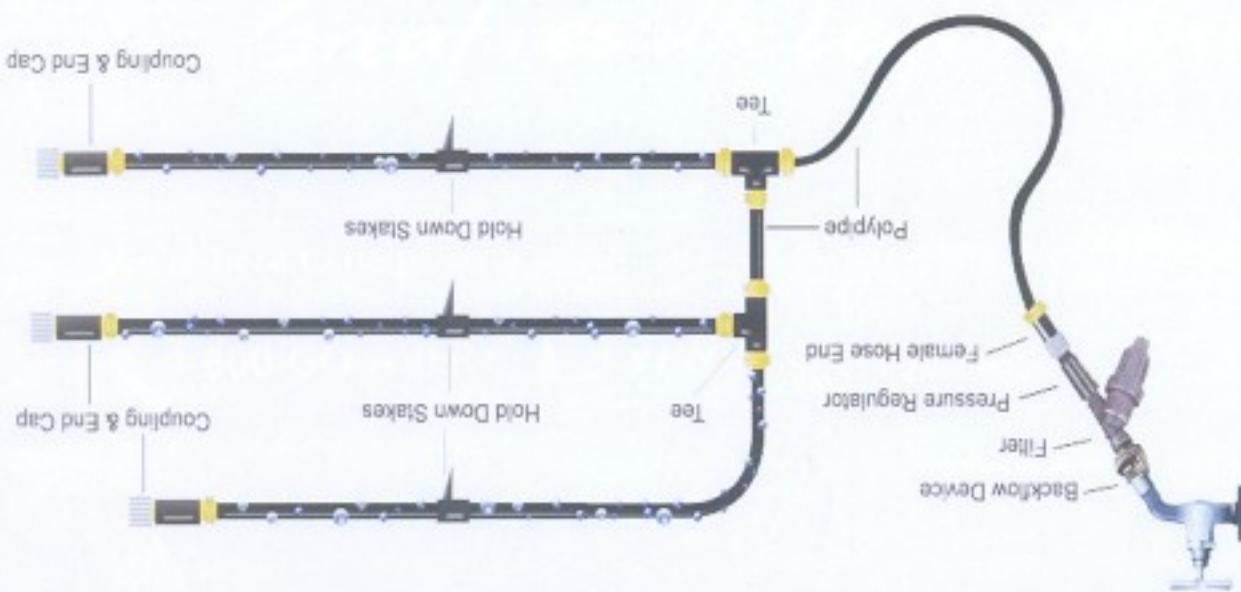 Backflow Device
Filter
Pressure Regulator
Female Hose End
Tee
Hold Down Stakes
Coupling & End Cap
Polypipe
Hold Down Stakes
Tee
Coupling & End Cap